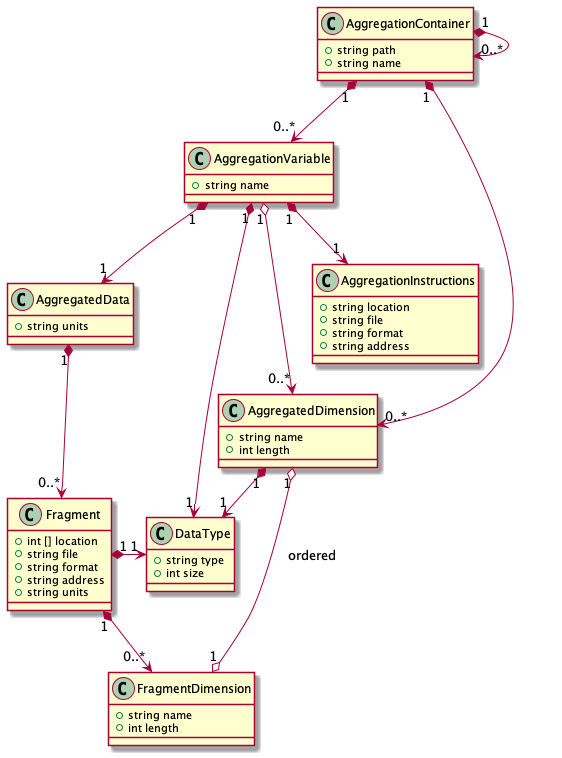 C AggregationContainer
string path
string name
1
0..*
1
1
0..*
C AggregationVariable
string name
1
1
1
1
1
1
C AggregatedData
string units
1
C AggregationInstructions
string location
string file
string format
string address
0..*
0..*
C AggregatedDimension
string name
int length
1
1
0..*
1
1
C Fragment
int [] location
string file
string format
string address
string units
1
1
C DataType
string type
int size
ordered
1
0..*
1
C FragmentDimension
string name
int length